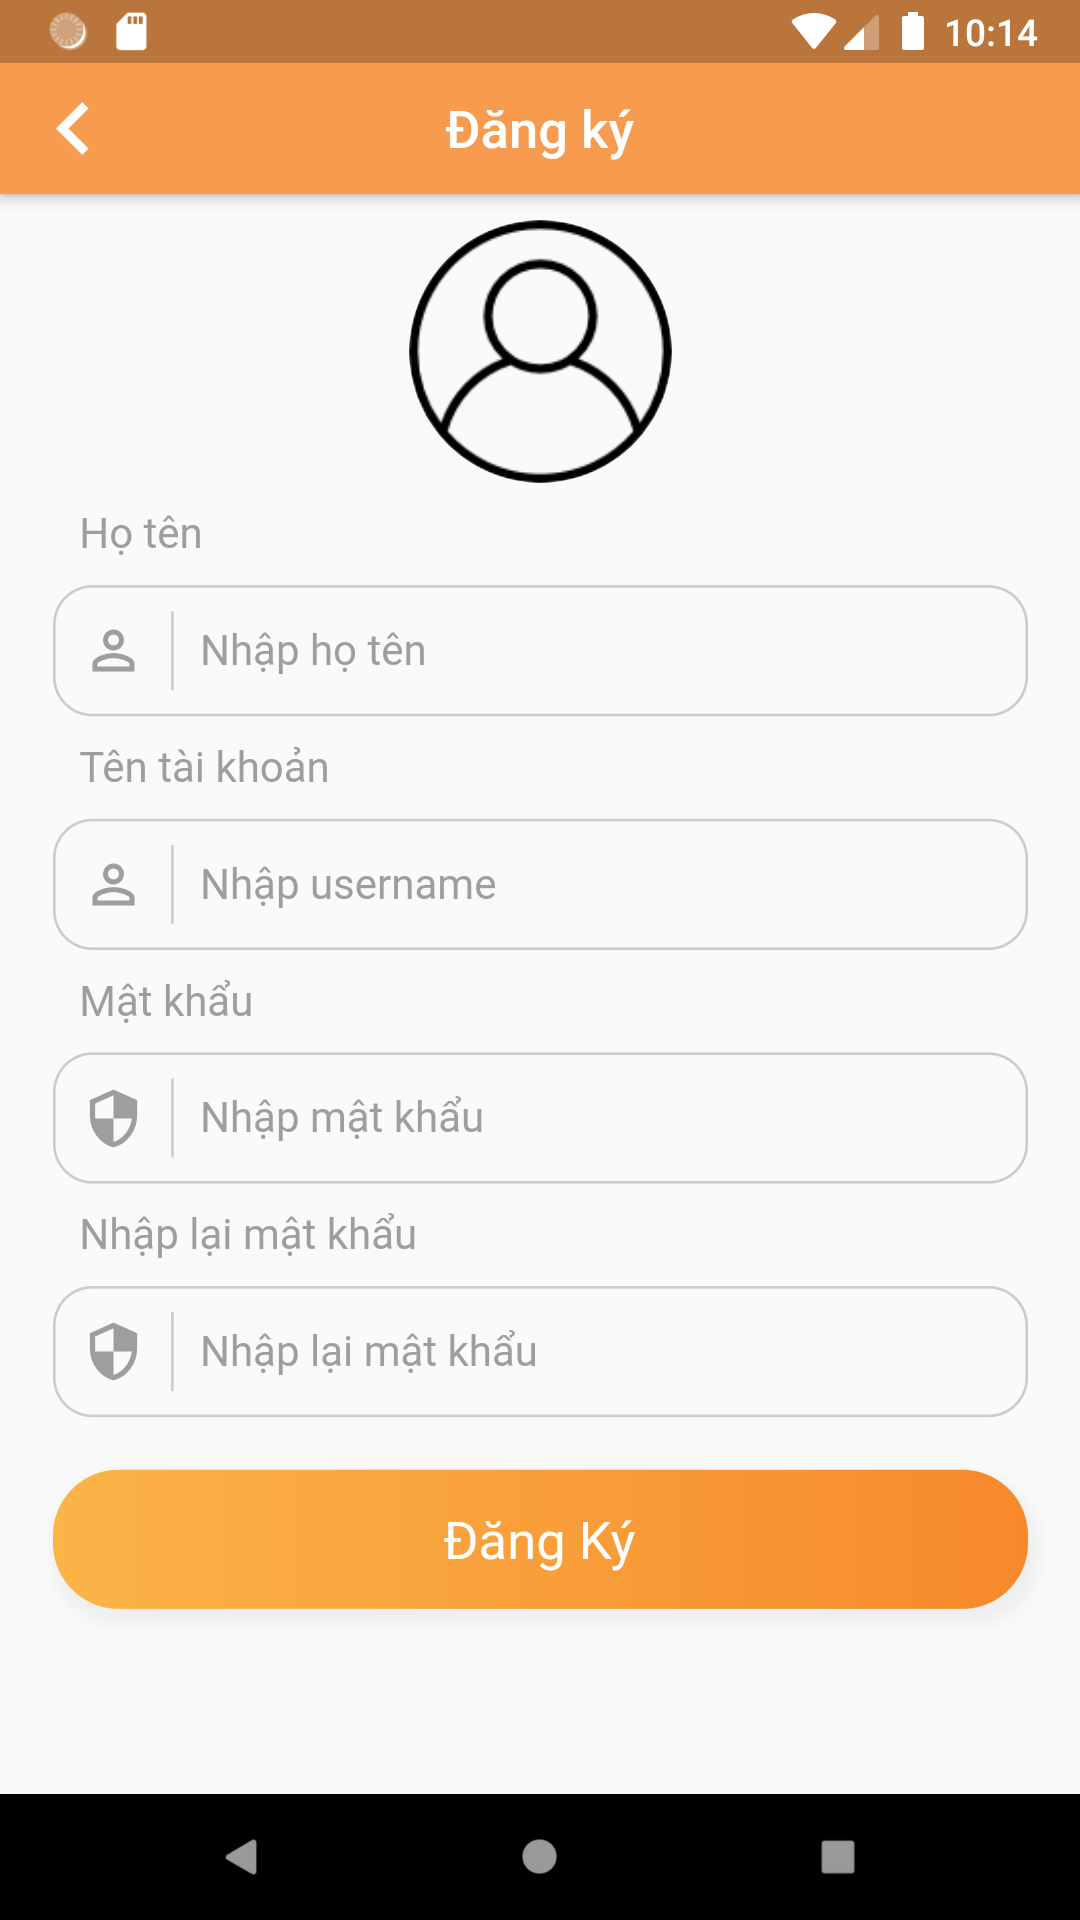 10:14
Đăng ký
Họ tên
Nhập họ tên
Tên tài khoản
Nhập username
Mật khẩu
Nhập mật khẩu
Nhập lại mật khẩu
Nhập lại mật khẩu
Đăng Ký